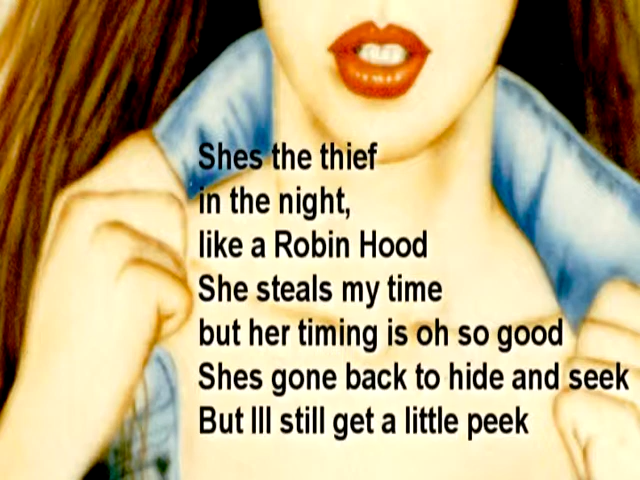 Shes the thief
in the night,
like a Robin Hood
She steals my time
but her timing is oh so good
Shes gone back to hide and seek
But Ill still get a little peek